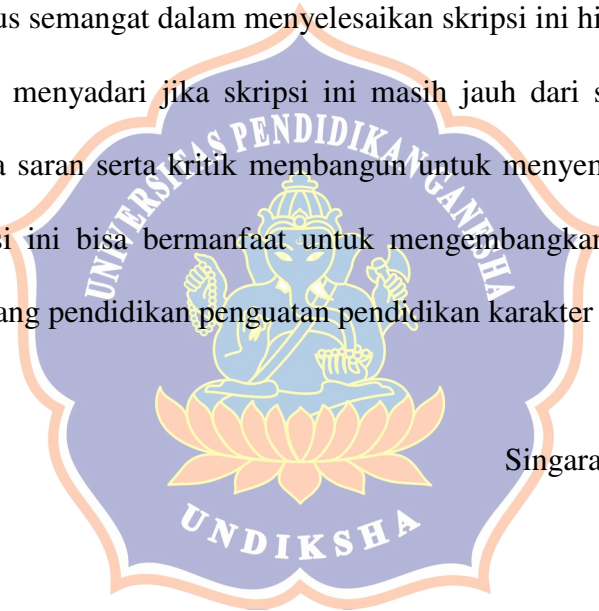 us semangat dalam menyelesaikan skripsi ini hi
menyadari jika skripsi ini masih jauh dari s
a saran serta kritik membangun untuk menyem
si ini bisa bermanfaat untuk mengembangkan
ang pendidikan penguatan pendidikan karakter
Singara
UNIVERSITAS PENDIDIKAN GANESHA
UNDIKSHA